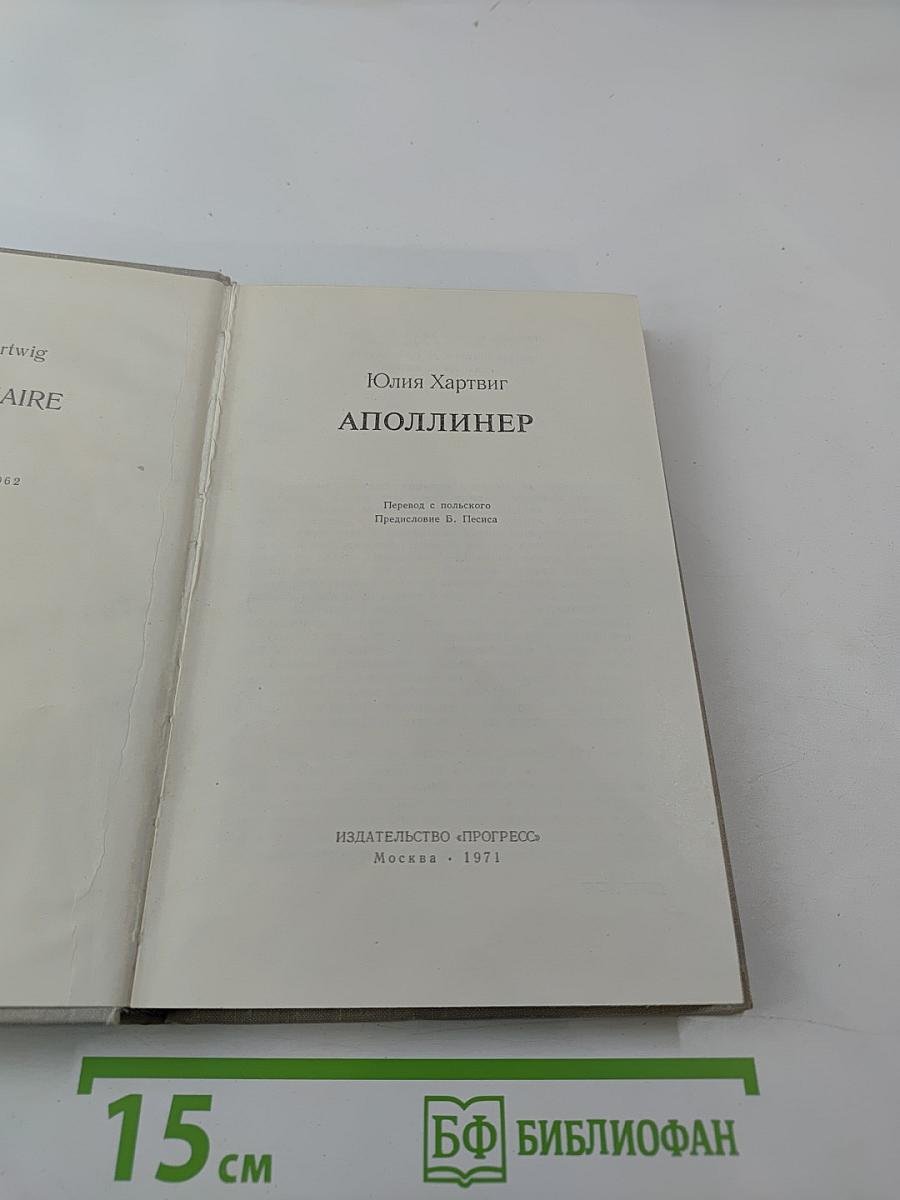 rtwig
AIRE
962
Юлия Хартвиг
АПОЛЛИНЕР
Перевод с польского
Предисловие Б. Песиса
ИЗДАТЕЛЬСТВО «ПРОГРЕСС»
Москва • 1971
15 см
БФ БИБЛИОФАН